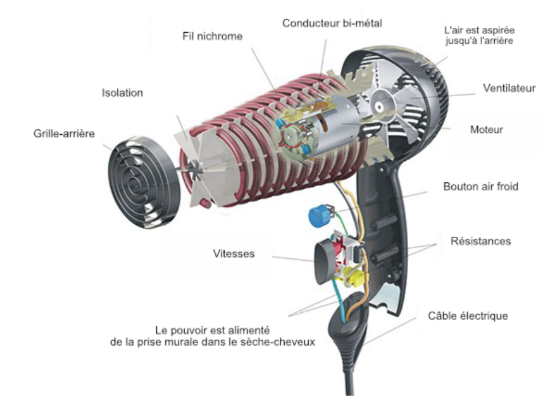 Conducteur bi-métal
L'air est aspirée
jusqu'à l'arrière
Fil nichrome
Isolation
Ventilateur
Grille-arrière
Moteur
Bouton air froid
Vitesses
Résistances
Câble électrique
Le pouvoir est alimenté
de la prise murale dans le sèche-cheveux